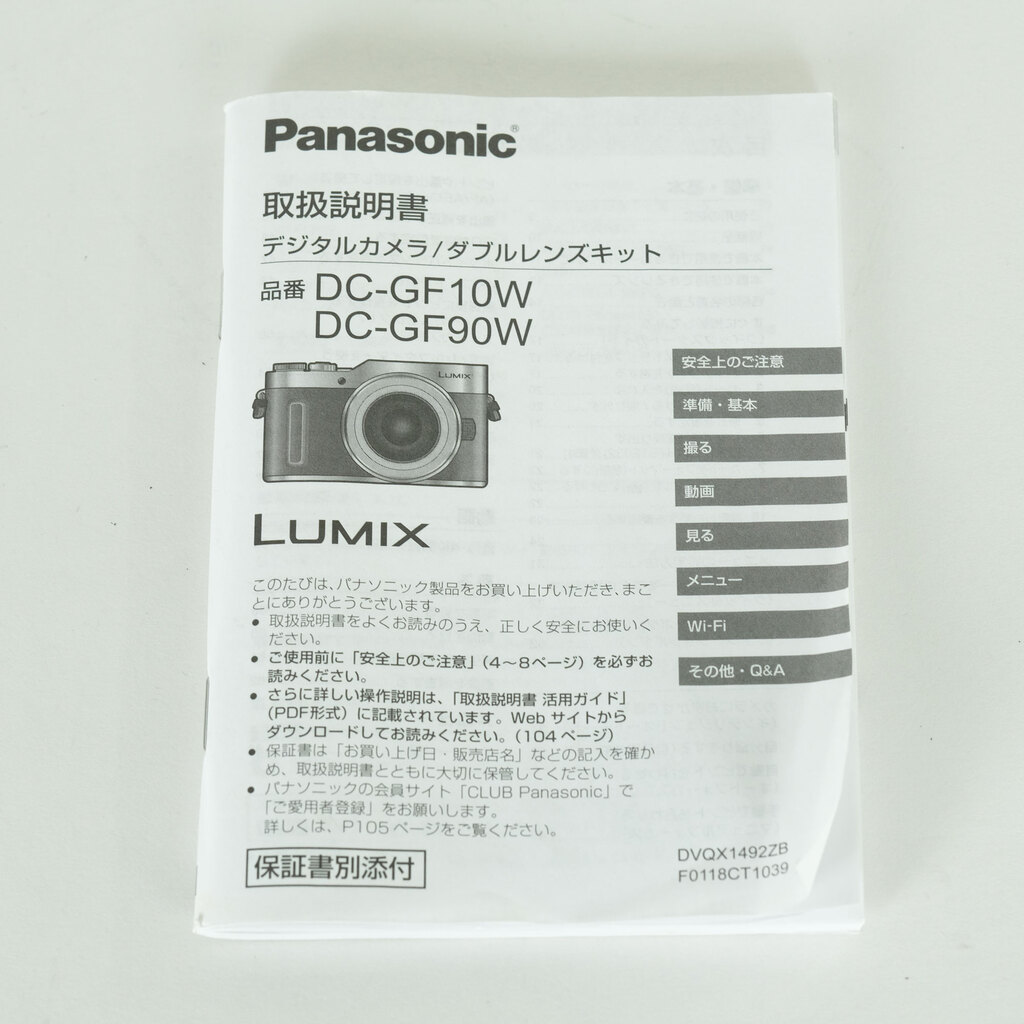 Panasonic®
取扱説明書
デジタルカメラ/ダブルレンズキット
品番 DC-GF10W
DC-GF90W
LUMIX
安全上のご注意
準備・基本
撮る
動画
見る
メニュー
Wi-Fi
その他・Q&A
LUMIX
このたびは、パナソニック製品をお買い上げいただき、まこ
とにありがとうございます。
● 取扱説明書をよくお読みのうえ、正しく安全にお使いく
ださい。
● ご使用前に「安全上のご注意」(4～8ページ)を必ずお
読みください。
● さらに詳しい操作説明は、「取扱説明書 活用ガイド」
(PDF形式)に記載されています。Web サイトから
ダウンロードしてお読みください。(104 ページ)
● 保証書は「お買い上げ日・販売店名」などの記入を確か
め、取扱説明書とともに大切に保管してください。
● パナソニックの会員サイト「CLUB Panasonic」で
「ご愛用者登録」をお願いします。
詳しくは、P105 ページをご覧ください。
保証書別添付
DVQX1492ZB
F0118CT1039